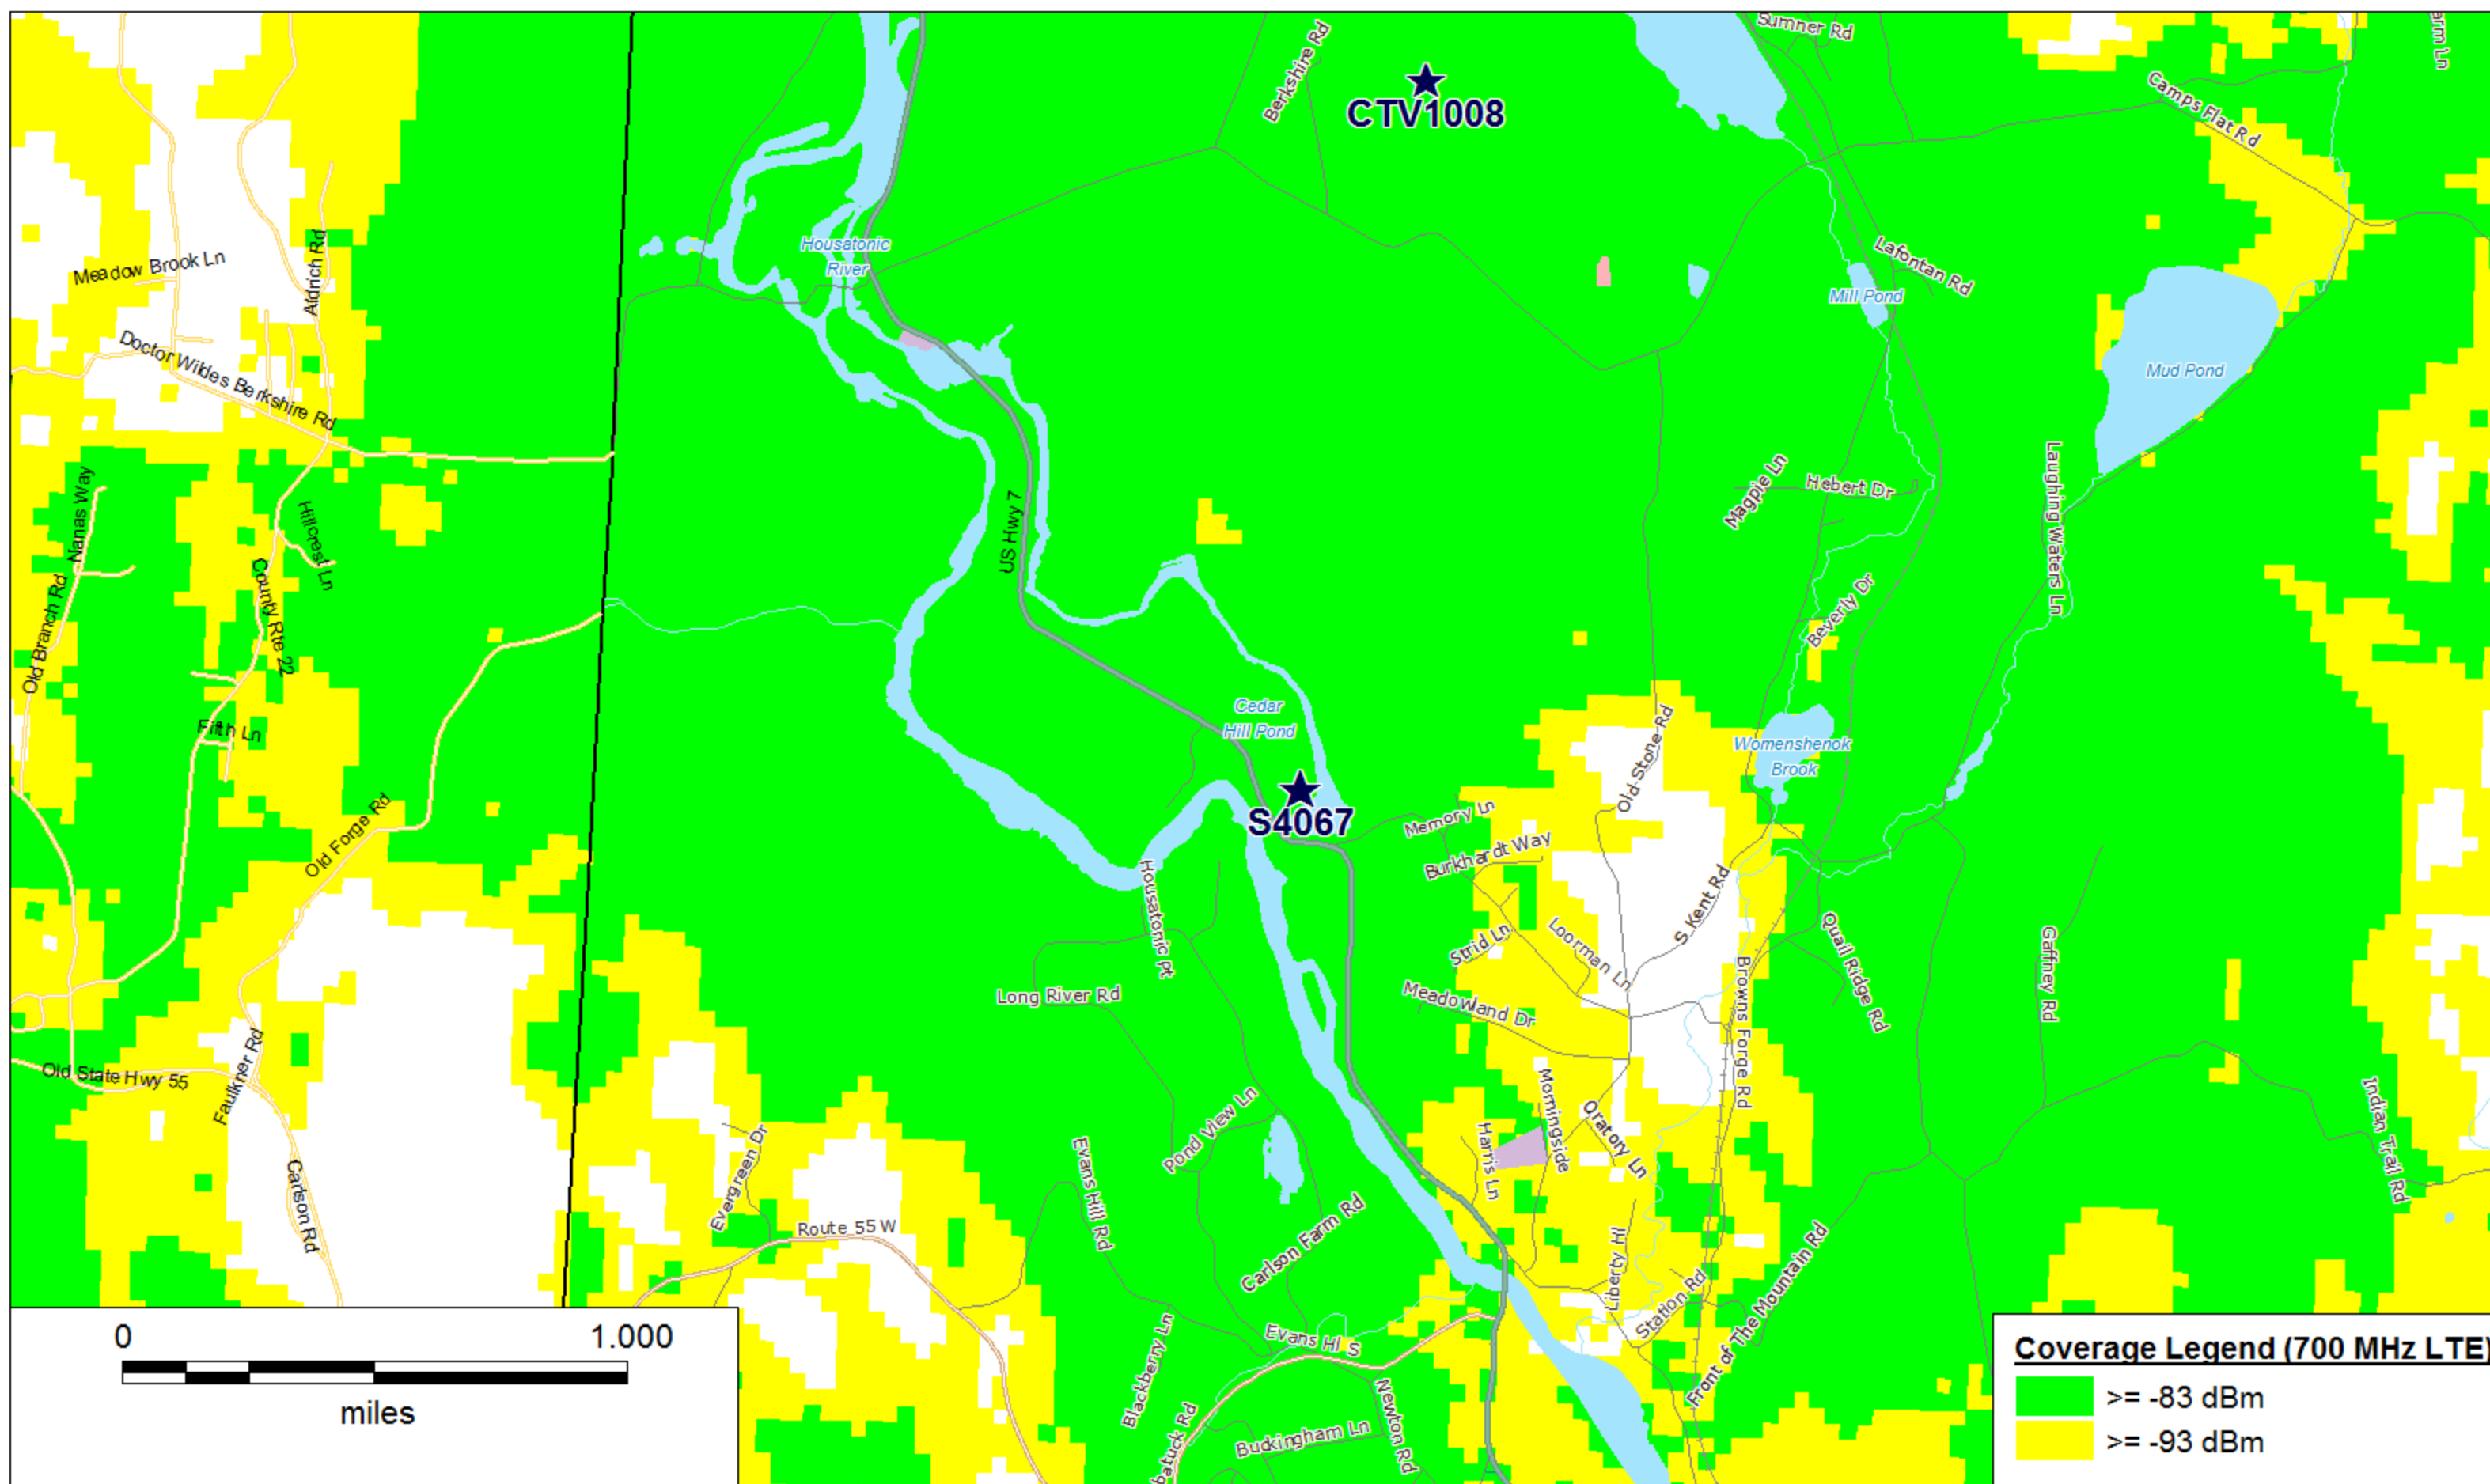 Sumner Rd
arm Ln
Berkshire Rd
CTV1008
Camps Flat Rd
Housatonic
River
Meadow Brook Ln
Aldrich Rd
Lafontan Rd
Mill Pond
Doctor Wildes Berkshire Rd
Mud Pond
Nanas Way
Hillcrest Ln
US Hwy 7
Magpie Ln
Hebert Dr
Laughing Waters Ln
Old Branch Rd
County Rte 22
Beverly Dr
Fifth Ln
Cedar
Hill Pond
Old Stone Rd
Womenshenok
Brook
S4067
Old Forge Rd
Memory Ln
Burkhardt Way
Housatonic Pt
Strid Ln
Loorman Ln
S Kent Rd
Quail Ridge Rd
Gaffney Rd
Long River Rd
Meadowland Dr
Browns Forge Rd
Old State Hwy 55
Faulkner Rd
Pond View Ln
Harris Ln
Morningside
Oratory Ln
Indian Trail Rd
Carlson Rd
Evergreen Dr
Route 55 W
Evans Hill Rd
Carlson Farm Rd
Liberty Hl
Station Rd
Front of The Mountain Rd
Evans Hl S
Blackberry Ln
Newton Rd
Buckingham Ln
batuck Rd
0 1.000
miles
Coverage Legend (700 MHz LTE)
>= -83 dBm
>= -93 dBm